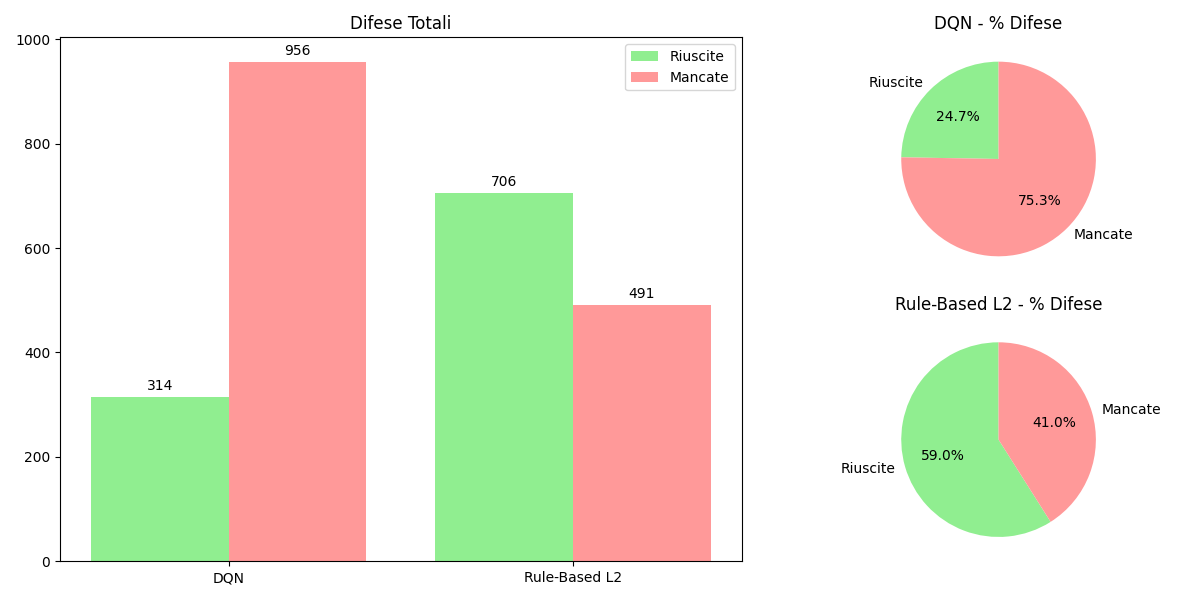 Difese Totali
1000
800
600
400
200
0
956
706
491
314
Riuscite
Mancate
DQN
Rule-Based L2
DQN - % Difese
Riuscite
24.7%
75.3%
Mancate
Rule-Based L2 - % Difese
Mancate
41.0%
59.0%
Riuscite